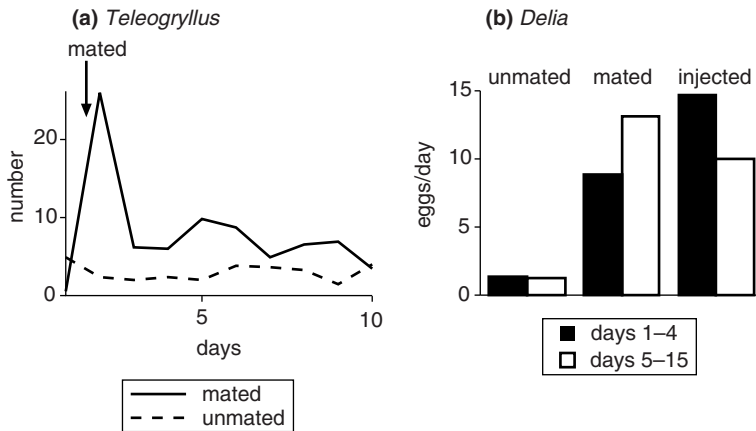 (a) Teleogryllus
mated
20
10
0
number
5
10
days
mated
unmated
(b) Delia
unmated mated injected
15
10
5
0
eggs/day
days 1–4
days 5–15